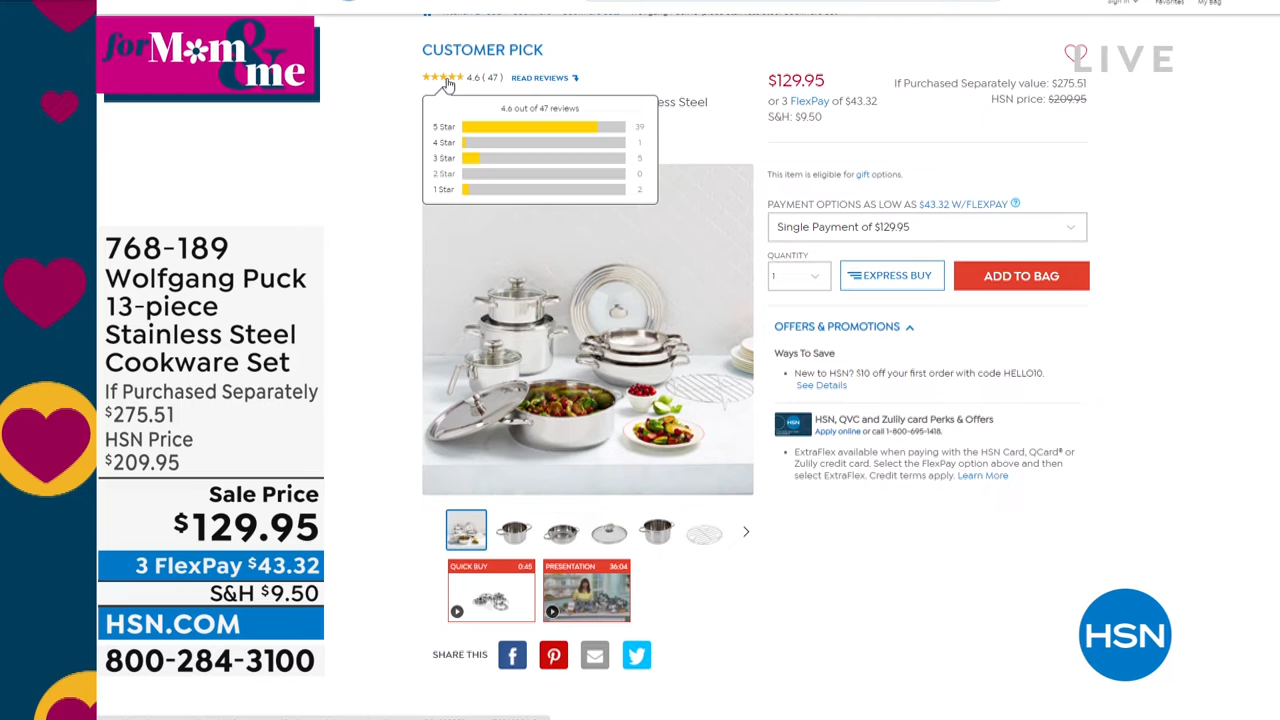 for Mom
& me
768-189
Wolfgang Puck
13-piece
Stainless Steel
Cookware Set
If Purchased Separately
$275.51
HSN Price
$209.95
Sale Price
$129.95
3 FlexPay $43.32
S&H $9.50
HSN.COM
800-284-3100
Sign In
Favorites
My Bag
CUSTOMER PICK
4.6 ( 47 ) READ REVIEWS
Steel
4.6 out of 47 reviews
5 Star 39
4 Star 1
3 Star 5
2 Star 0
1 Star 2
QUICK BUY 0:45
PRESENTATION 36:04
SHARE THIS
LIVE
$129.95
or 3 FlexPay of $43.32
S&H: $9.50
If Purchased Separately value: $275.51
HSN price: $209.95
This item is eligible for gift options.
PAYMENT OPTIONS AS LOW AS $43.32 W/FLEXPAY
Single Payment of $129.95
QUANTITY
1
EXPRESS BUY
ADD TO BAG
OFFERS & PROMOTIONS
Ways To Save
New to HSN? $10 off your first order with code HELLO10.
See Details
HSN
HSN, QVC and Zulily card Perks & Offers
Apply online or call 1-800-695-1418.
ExtraFlex available when paying with the HSN Card, QCard® or
Zulily credit card. Select the FlexPay option above and then
select ExtraFlex. Credit terms apply. Learn More
HSN